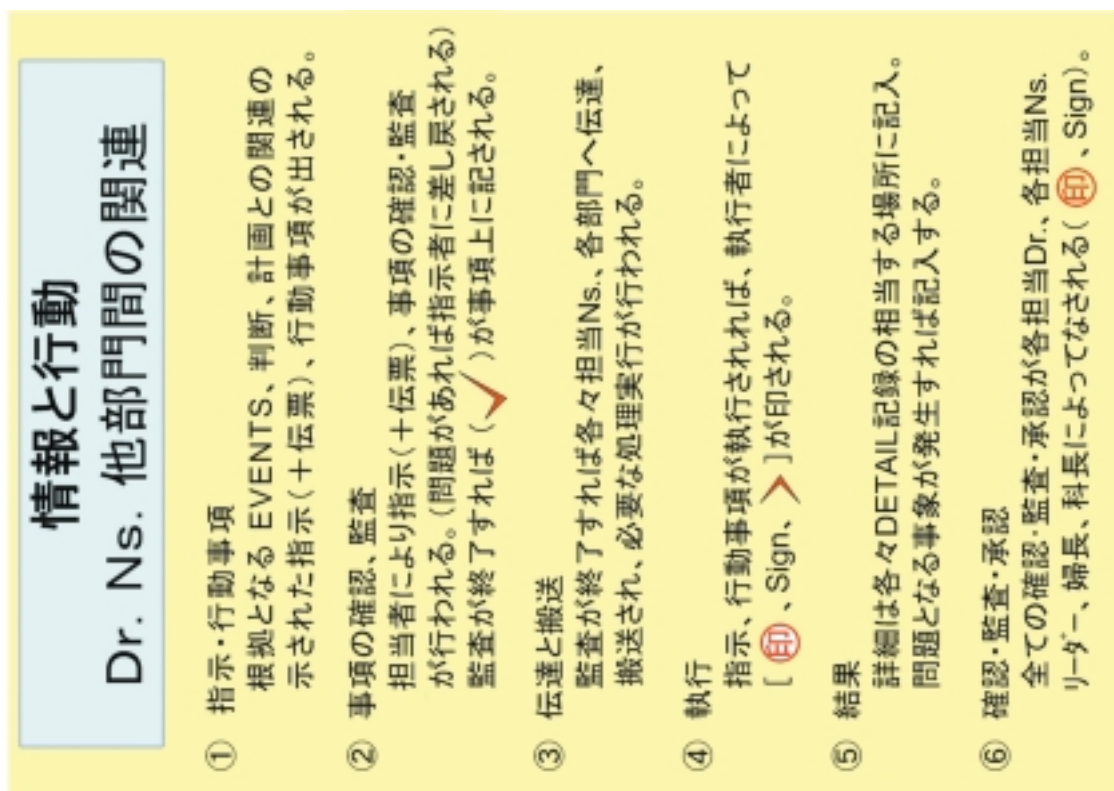 情報と行動
Dr. Ns. 他部門間の関連
① 指示・行動事項
根拠となる EVENTS、判断、計画との関連の
示された指示(＋伝票)、行動事項が出される。
② 事項の確認、監査
担当者により指示(＋伝票)、事項の確認・監査
が行われる。(問題があれば指示者に差し戻される)
監査が終了すれば(✓)が事項上に記される。
③ 伝達と搬送
監査が終了すれば各々担当Ns.、各部門へ伝達、
搬送され、必要な処理実行が行われる。
④ 執行
指示、行動事項が執行されれば、執行者によって
[ ㊞、Sign、＞ ]が印される。
⑤ 結果
詳細は各々DETAIL記録の相当する場所に記入。
問題となる事象が発生すれば記入する。
⑥ 確認・監査・承認
全ての確認・監査・承認が各担当Dr.、各担当Ns.
リーダー、婦長、科長によってなされる( ㊞、Sign)。